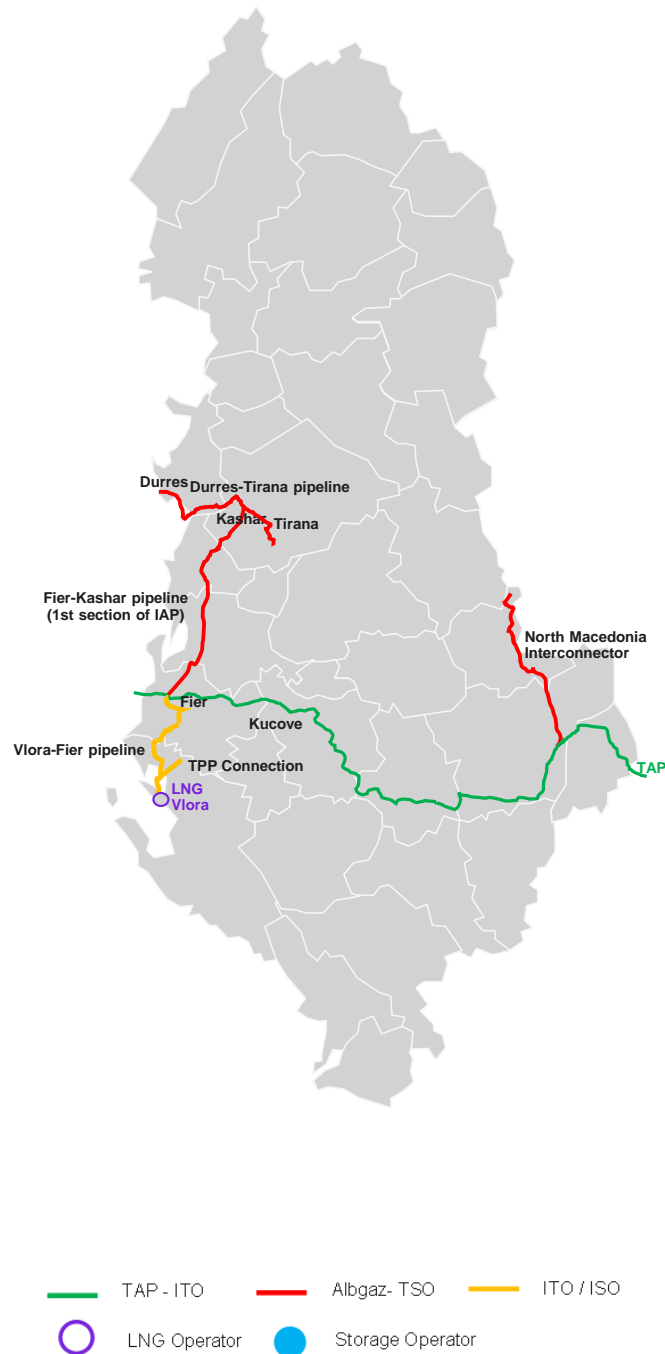 Durres
Durres-Tirana pipeline
Kashar
Tirana
Fier-Kashar pipeline
(1st section of IAP)
North Macedonia
Interconnector
Fier
Kucove
Vlora-Fier pipeline
TPP Connection
TAP
LNG
Vlora
TAP - ITO
Albgaz- TSO
ITO / ISO
LNG Operator
Storage Operator